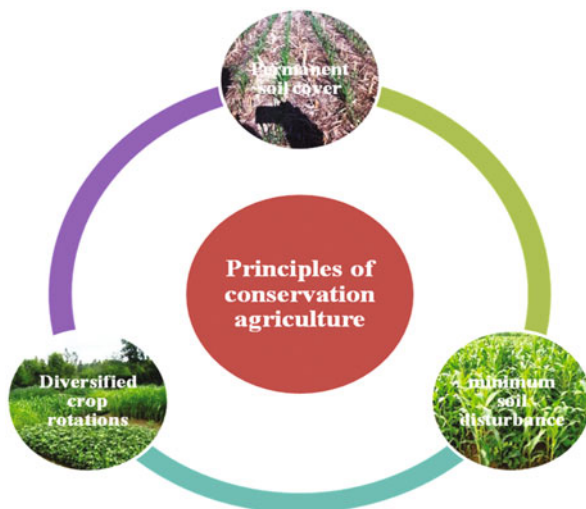 Permanent
soil cover
Principles of
conservation
agriculture
Diversified
crop
rotations
minimum
soil
disturbance